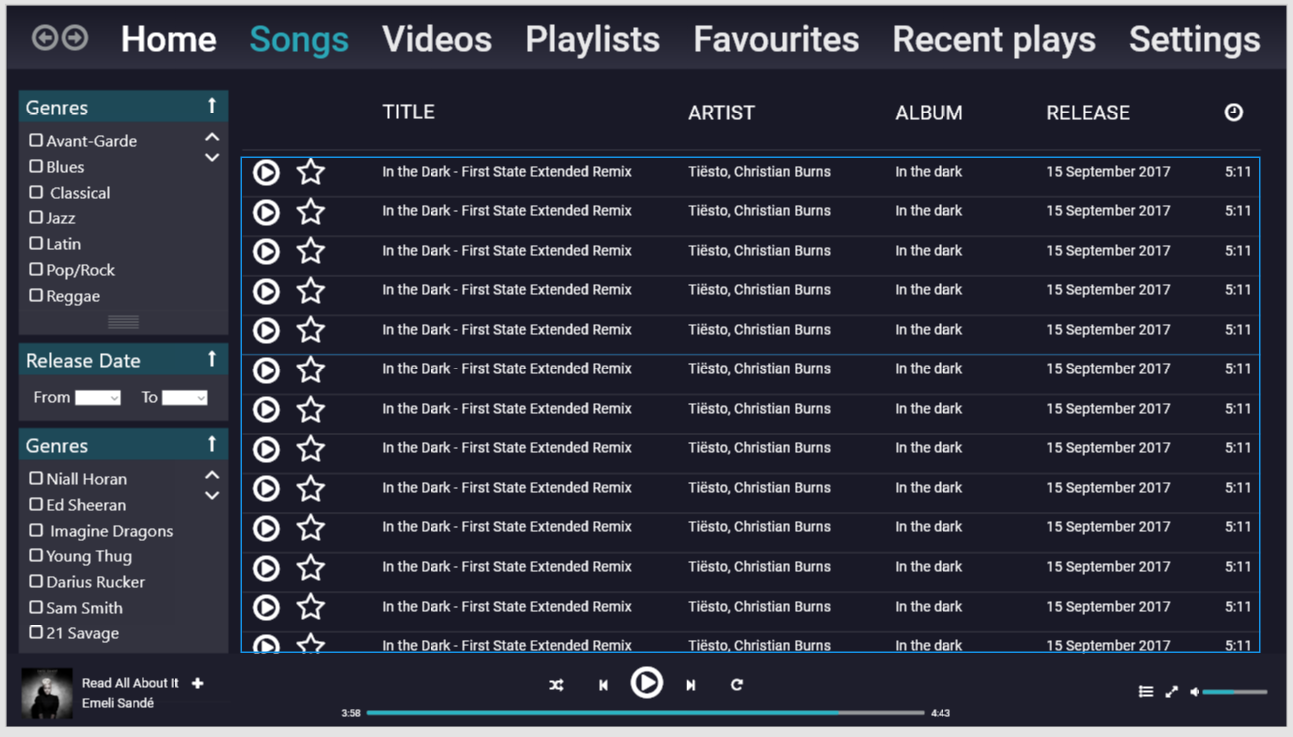 Home Songs Videos Playlists Favourites Recent plays Settings
Genres
Avant-Garde
Blues
Classical
Jazz
Latin
Pop/Rock
Reggae
Release Date
From To
Genres
Niall Horan
Ed Sheeran
Imagine Dragons
Young Thug
Darius Rucker
Sam Smith
21 Savage
TITLE ARTIST ALBUM RELEASE
In the Dark - First State Extended Remix Tiësto, Christian Burns In the dark 15 September 2017 5:11
In the Dark - First State Extended Remix Tiësto, Christian Burns In the dark 15 September 2017 5:11
In the Dark - First State Extended Remix Tiësto, Christian Burns In the dark 15 September 2017 5:11
In the Dark - First State Extended Remix Tiësto, Christian Burns In the dark 15 September 2017 5:11
In the Dark - First State Extended Remix Tiësto, Christian Burns In the dark 15 September 2017 5:11
In the Dark - First State Extended Remix Tiësto, Christian Burns In the dark 15 September 2017 5:11
In the Dark - First State Extended Remix Tiësto, Christian Burns In the dark 15 September 2017 5:11
In the Dark - First State Extended Remix Tiësto, Christian Burns In the dark 15 September 2017 5:11
In the Dark - First State Extended Remix Tiësto, Christian Burns In the dark 15 September 2017 5:11
In the Dark - First State Extended Remix Tiësto, Christian Burns In the dark 15 September 2017 5:11
In the Dark - First State Extended Remix Tiësto, Christian Burns In the dark 15 September 2017 5:11
In the Dark - First State Extended Remix Tiësto, Christian Burns In the dark 15 September 2017 5:11
In the Dark - First State Extended Remix Tiësto, Christian Burns In the dark 15 September 2017 5:11
Read All About It
Emeli Sandé
3:58 4:43